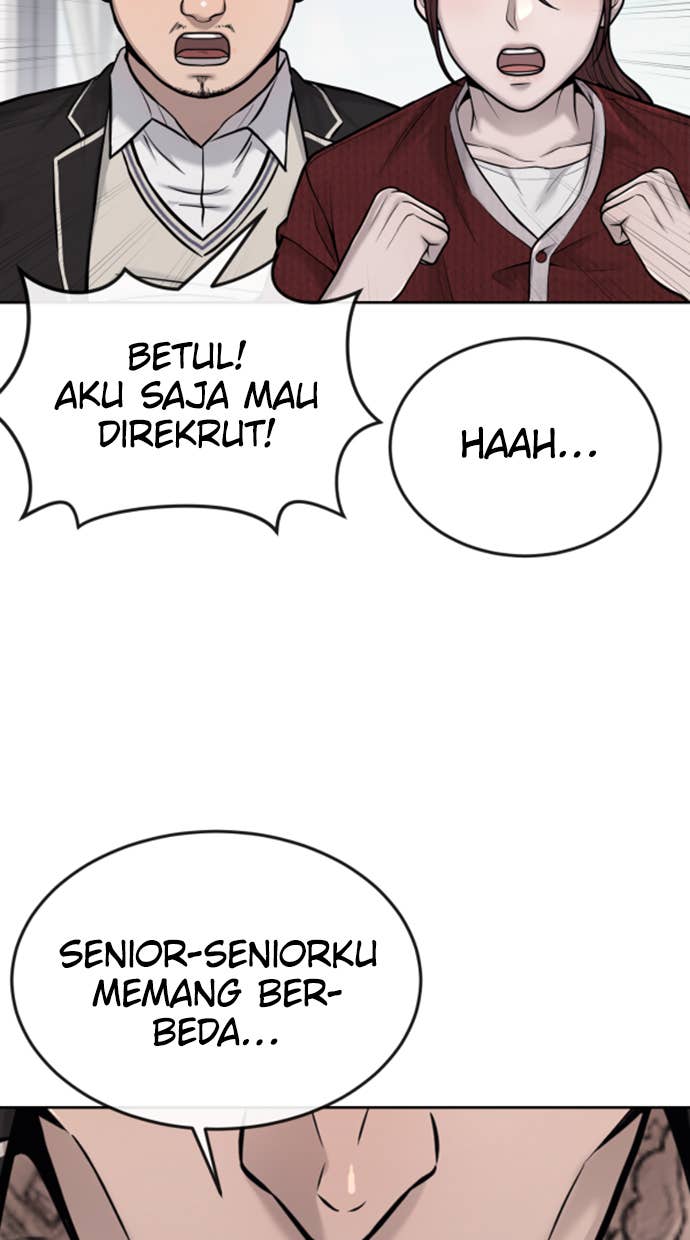 BETUL!
AKU SAJA MAU
DIREKRUT!
HAAH...
SENIOR-SENIORKU
MEMANG BER-
BEDA...